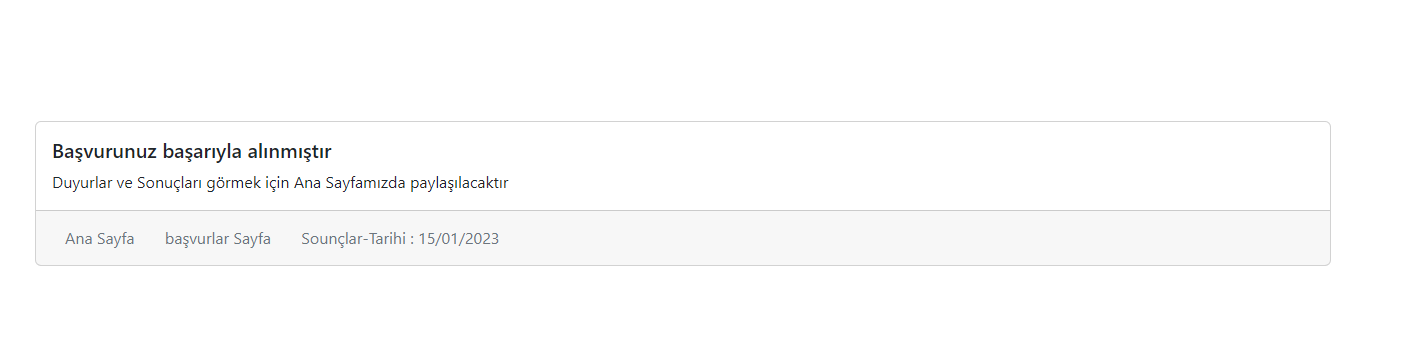 Başvurunuz başarıyla alınmıştır
Duyurlar ve Sonuçları görmek için Ana Sayfamızda paylaşılacaktır
Ana Sayfa başvurlar Sayfa Sounçlar-Tarihi : 15/01/2023